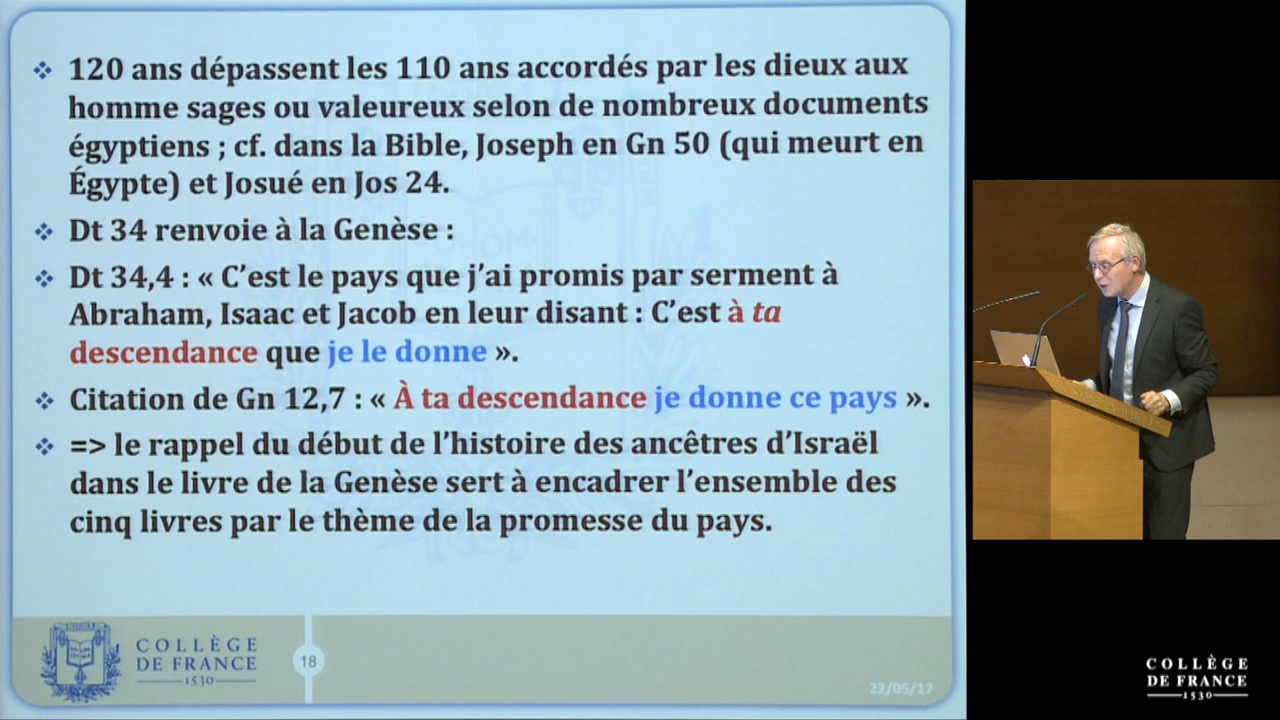 120 ans dépassent les 110 ans accordés par les dieux aux
homme sages ou valeureux selon de nombreux documents
égyptiens ; cf. dans la Bible, Joseph en Gn 50 (qui meurt en
Égypte) et Josué en Jos 24.
Dt 34 renvoie à la Genèse :
Dt 34,4 : « C’est le pays que j’ai promis par serment à
Abraham, Isaac et Jacob en leur disant : C’est à ta
descendance que je le donne ».
Citation de Gn 12,7 : « À ta descendance je donne ce pays ».
=> le rappel du début de l’histoire des ancêtres d’Israël
dans le livre de la Genèse sert à encadrer l’ensemble des
cinq livres par le thème de la promesse du pays.
COLLÈGE
DE FRANCE
1530
18
22/05/17
COLLÈGE
DE FRANCE
1530